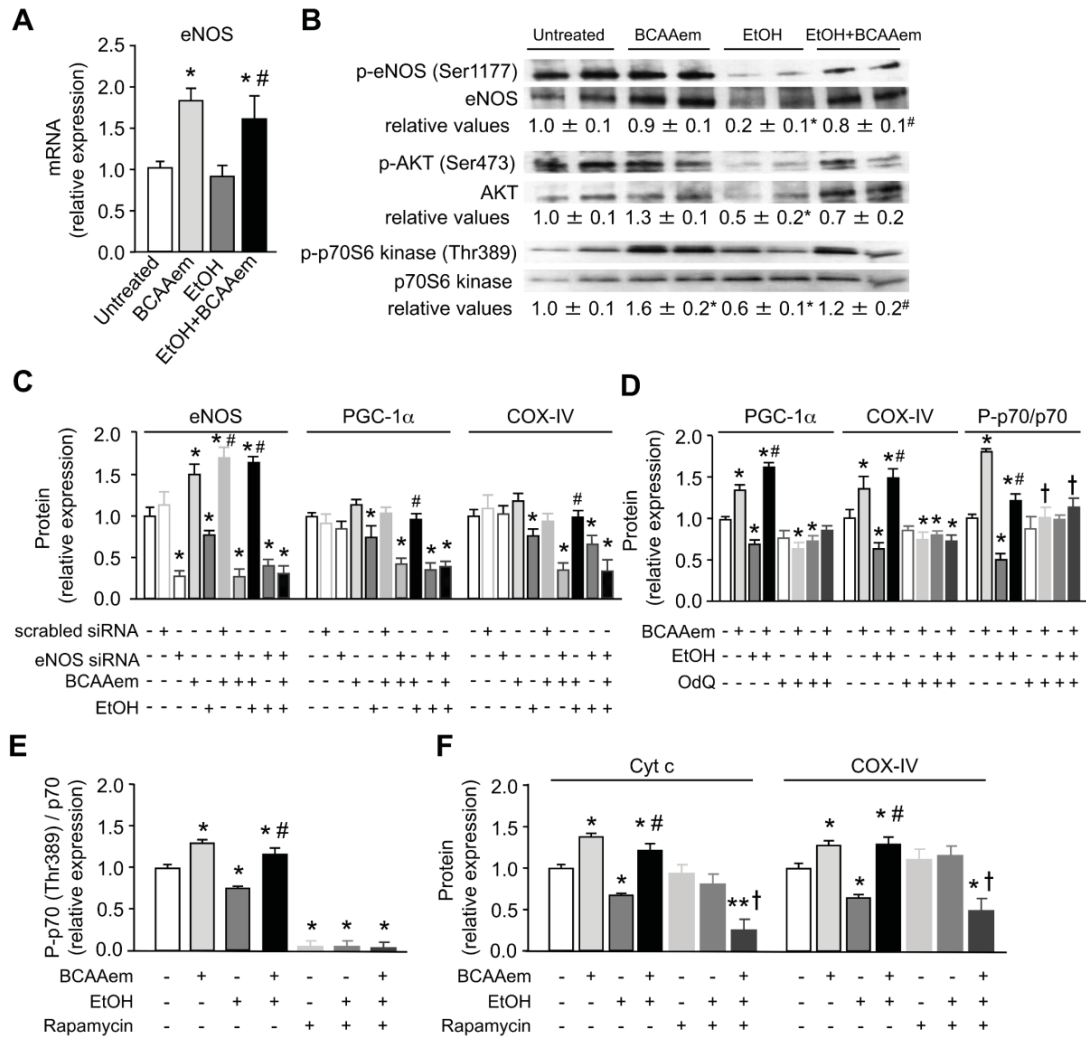 A
eNOS
mRNA
(relative expression)
2.5
2.0
1.5
1.0
0.5
0.0
*
* #
Untreated
BCAAem
EtOH
EtOH+BCAAem
B
Untreated BCAAem EtOH EtOH+BCAAem
p-eNOS (Ser1177)
eNOS
relative values 1.0 ± 0.1 0.9 ± 0.1 0.2 ± 0.1* 0.8 ± 0.1#
p-AKT (Ser473)
AKT
relative values 1.0 ± 0.1 1.3 ± 0.1 0.5 ± 0.2* 0.7 ± 0.2
p-p70S6 kinase (Thr389)
p70S6 kinase
relative values 1.0 ± 0.1 1.6 ± 0.2* 0.6 ± 0.1* 1.2 ± 0.2#
C
eNOS PGC-1α COX-IV
Protein
(relative expression)
2.0
1.5
1.0
0.5
0.0
* * * * # * * # * *
* * # * *
* * # * *
scrabled siRNA - + - - - - + - - - - - + - - - + - - - - - + - - - + - - - -
eNOS siRNA
BCAAem
EtOH
D
PGC-1α COX-IV P-p70/p70
Protein
(relative expression)
2.0
1.5
1.0
0.5
0.0
* * *# * * *
* * *# * * *
* * *# † †
BCAAem - + - + - + - + - + - + - + - + - + - + - + - +
EtOH - - + + - - + + - - + + - - + + - - + + - - + +
OdQ - - - - + + + + - - - - + + + + - - - - + + + +
E
P-p70 (Thr389) / p70
(relative expression)
2.0
1.5
1.0
0.5
0.0
* * * # * * *
BCAAem - + - + - - +
EtOH - - + + - + +
Rapamycin - - - - + + +
F
Cyt c COX-IV
Protein
(relative expression)
2.0
1.5
1.0
0.5
0.0
* * * # **† * * * # *†
BCAAem - + - + - - + - + - + - - +
EtOH - - + + - + + - - + + - + +
Rapamycin - - - - + + + - - - - + + +